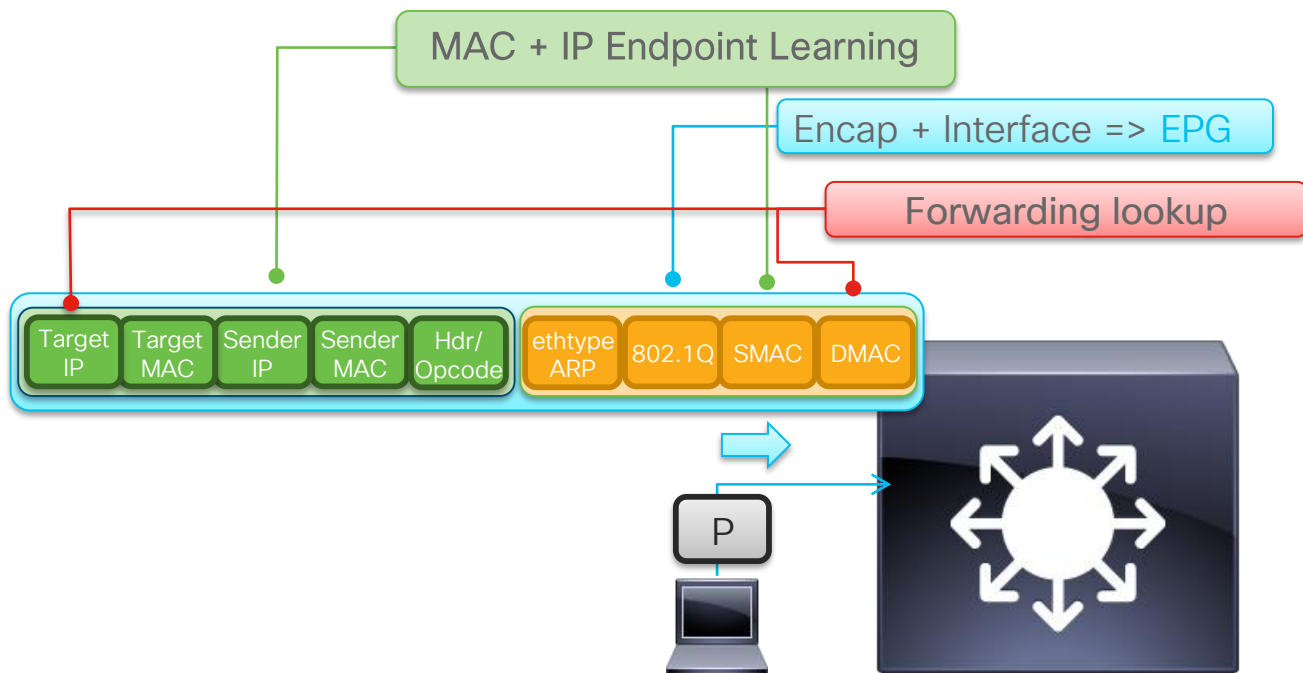 MAC + IP Endpoint Learning
Encap + Interface => EPG
Forwarding lookup
Target
IP
Target
MAC
Sender
IP
Sender
MAC
Hdr/
Opcode
ethtype
ARP
802.1Q
SMAC
DMAC
P